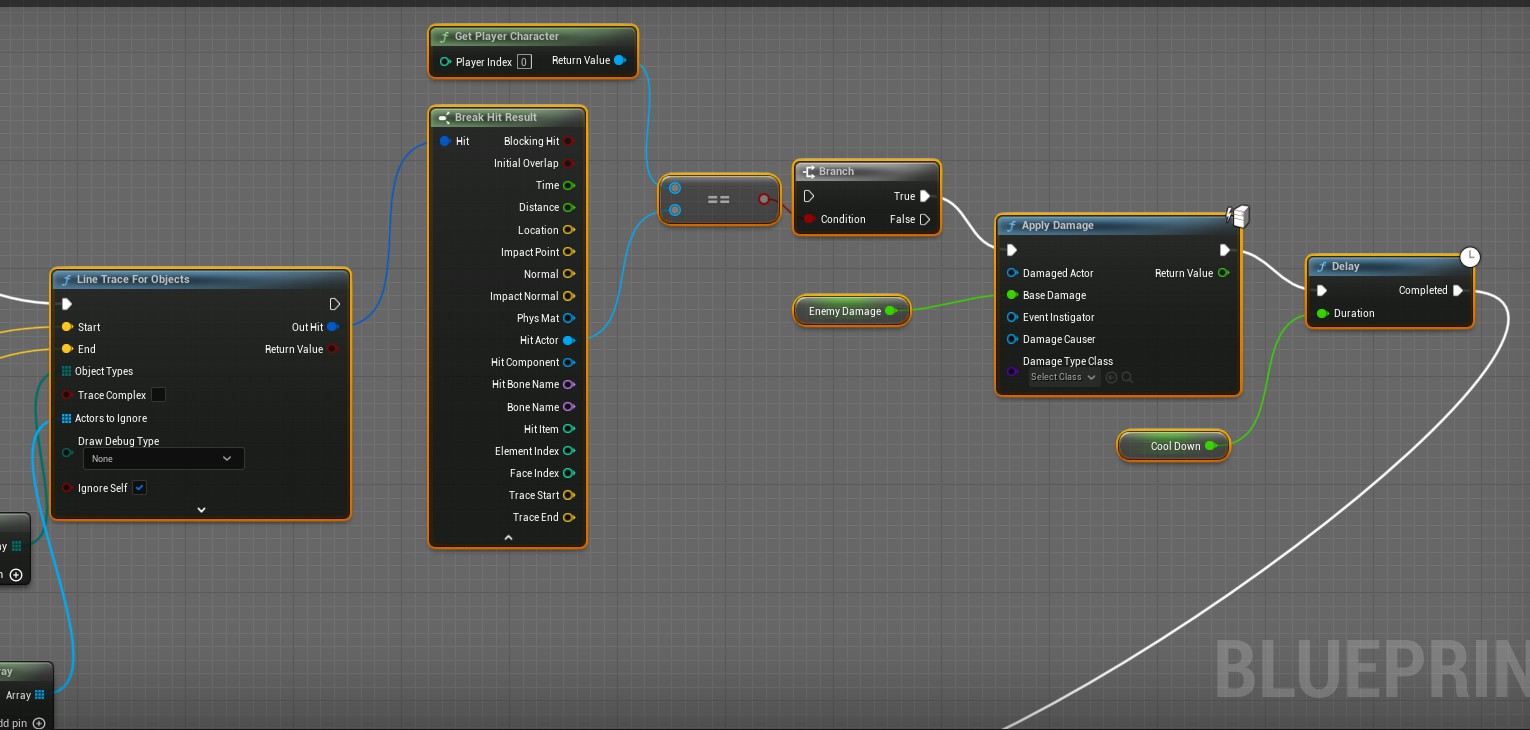 Get Player Character
Player Index 0 Return Value
Break Hit Result
Hit Blocking Hit
Initial Overlap
Time
Distance
Location
Impact Point
Normal
Impact Normal
Phys Mat
Hit Actor
Hit Component
Hit Bone Name
Bone Name
Hit Item
Element Index
Face Index
Trace Start
Trace End
==
Branch
True
Condition False
Line Trace For Objects
Start Out Hit
End Return Value
Object Types
Trace Complex
Actors to Ignore
Draw Debug Type
None
Ignore Self
Enemy Damage
Apply Damage
Damaged Actor Return Value
Base Damage
Event Instigator
Damage Causer
Damage Type Class
Select Class
Delay
Completed
Duration
Cool Down
ay
n
ray
Array
dd pin
BLUEPRIN